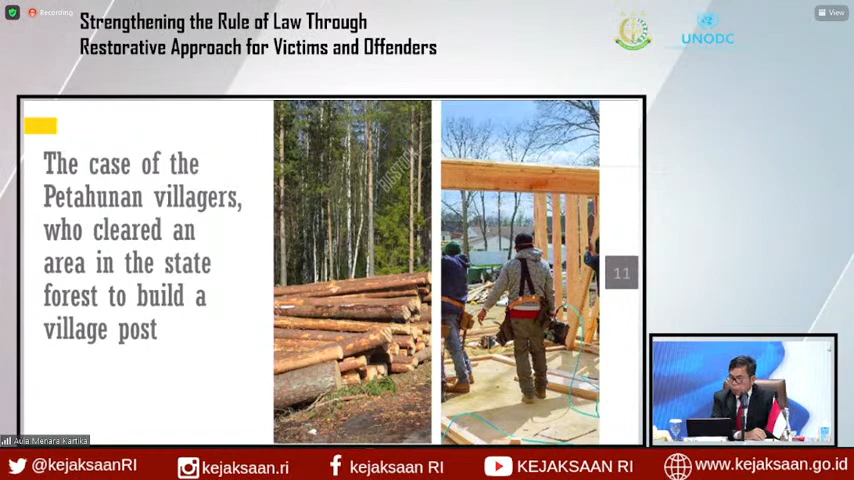 Recording
Strengthening the Rule of Law Through
Restorative Approach for Victims and Offenders
UNODC
View
The case of the
Petahunan villagers,
who cleared an
area in the state
forest to build a
village post
BIGSTOCK
11
Aula Menara Kartika
@kejaksaanRI
kejaksaan.ri
kejaksaan RI
KEJAKSAAN RI
www.kejaksaan.go.id